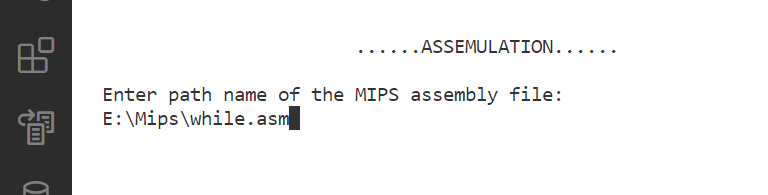 ......ASSEMULATION......
Enter path name of the MIPS assembly file:
E:\Mips\while.asm